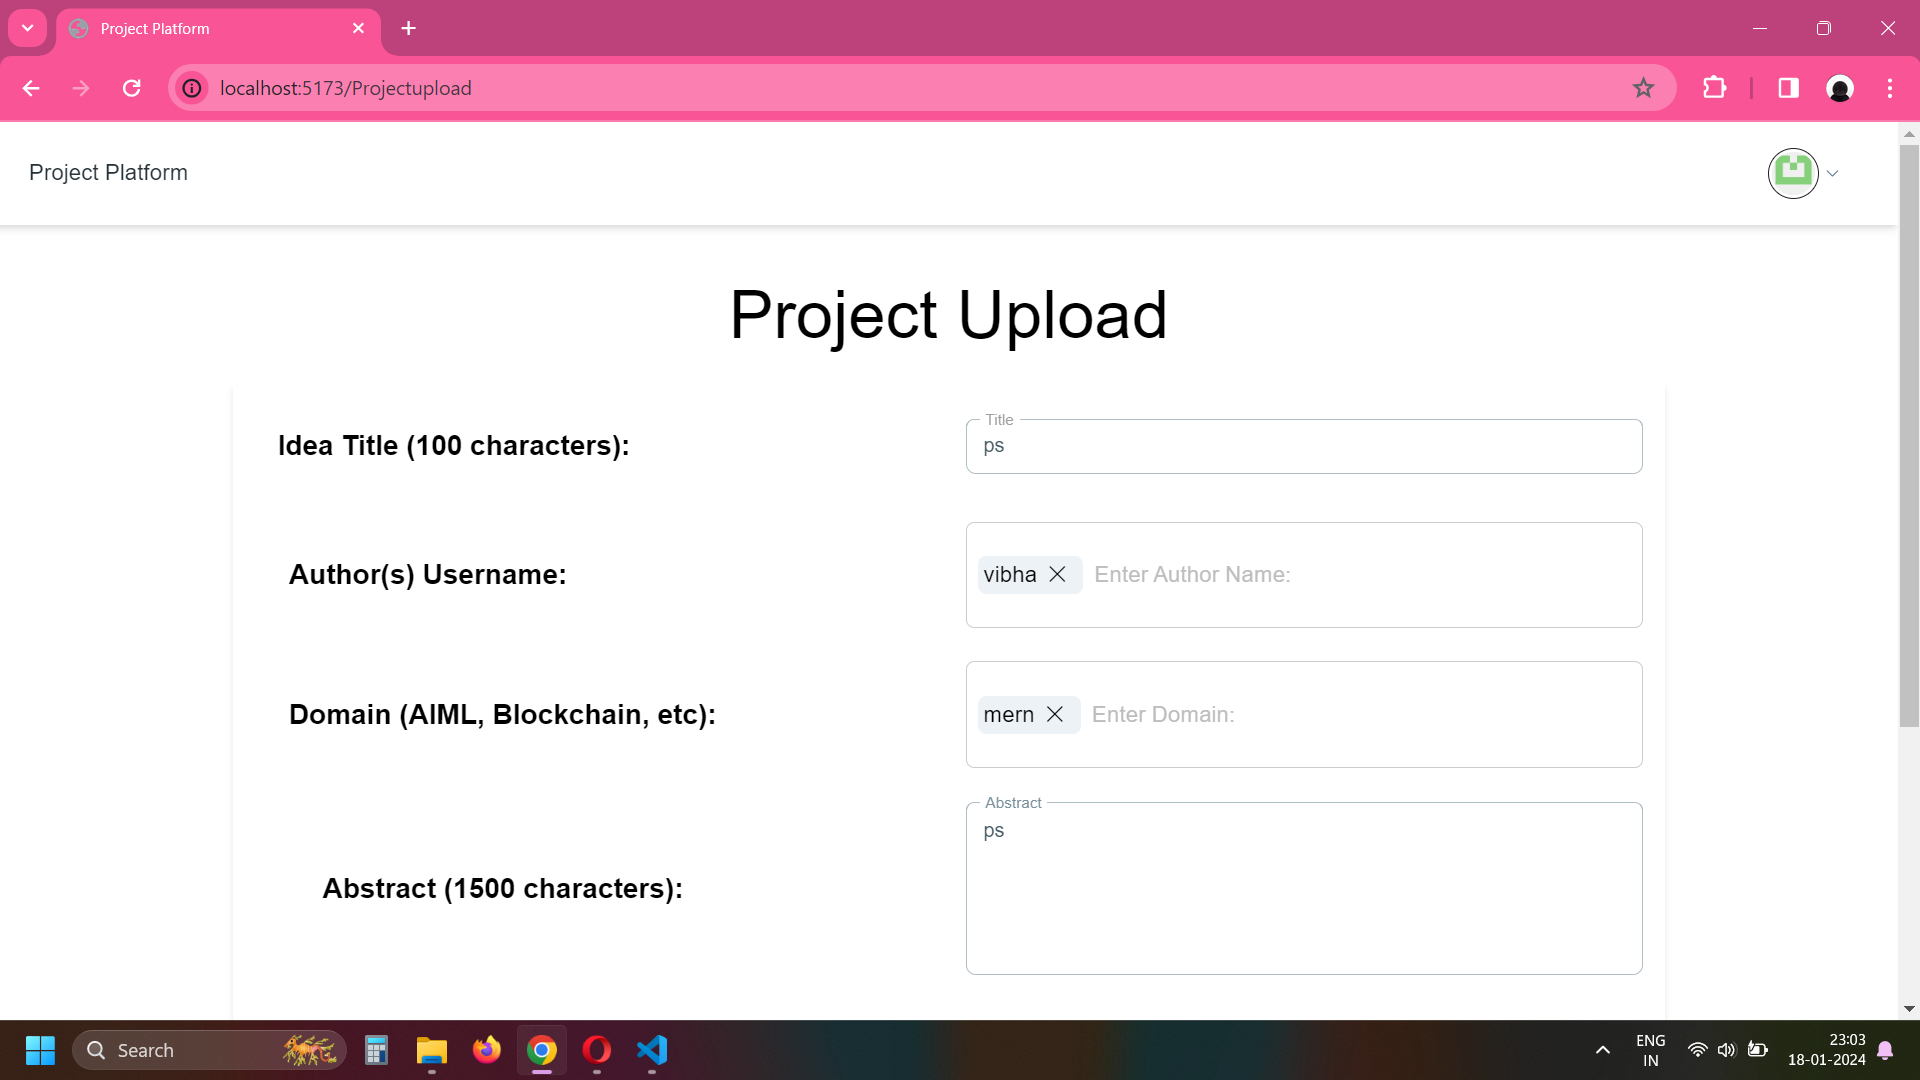 Project Platform
localhost:5173/Projectupload
Project Platform
Project Upload
Idea Title (100 characters):
Title
ps
Author(s) Username:
vibha
Enter Author Name:
Domain (AIML, Blockchain, etc):
mern
Enter Domain:
Abstract (1500 characters):
Abstract
ps
Search
ENG
IN
23:03
18-01-2024